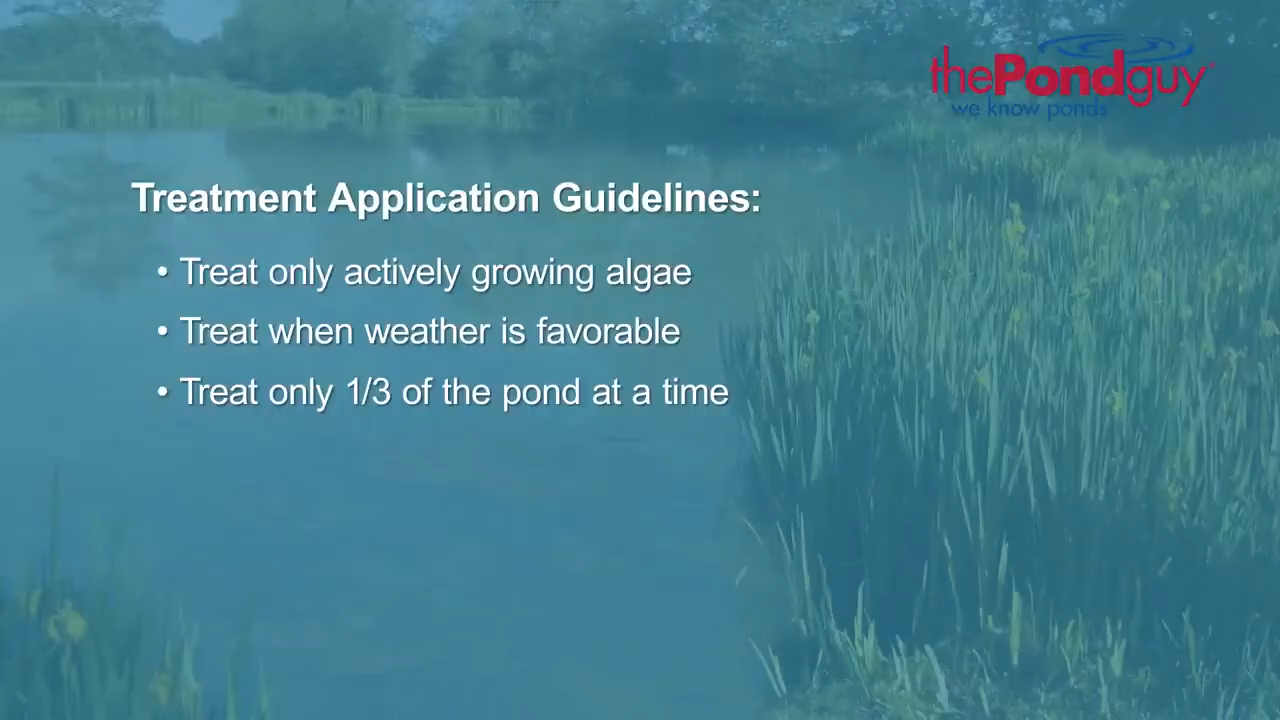 thePondguy
we know ponds
Treatment Application Guidelines:
• Treat only actively growing algae
• Treat when weather is favorable
• Treat only 1/3 of the pond at a time